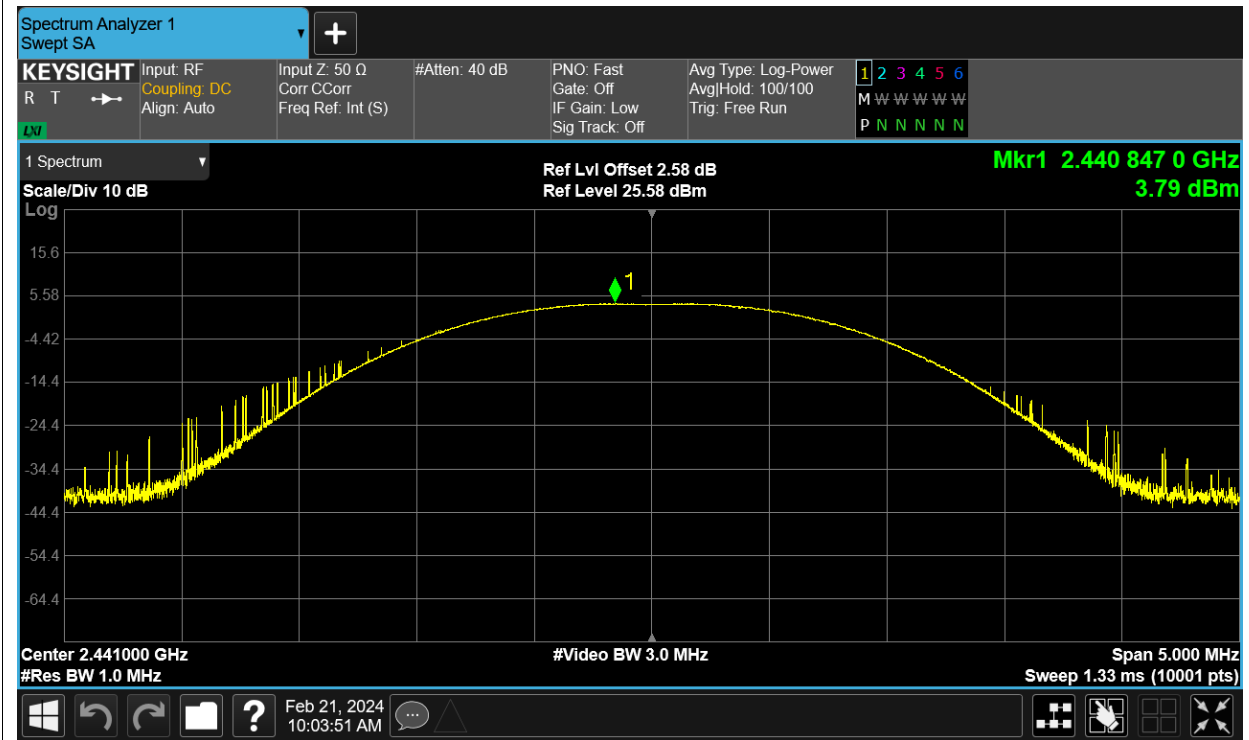 Spectrum Analyzer 1
Swept SA
+
KEYSIGHT
R T
LXI
Input: RF
Coupling: DC
Align: Auto
Input Z: 50 Ω
Corr CCorr
Freq Ref: Int (S)
#Atten: 40 dB
PNO: Fast
Gate: Off
IF Gain: Low
Sig Track: Off
Avg Type: Log-Power
Avg|Hold: 100/100
Trig: Free Run
1 2 3 4 5 6
M W W W W W
P N N N N N
1 Spectrum
Scale/Div 10 dB
Log
Ref Lvl Offset 2.58 dB
Ref Level 25.58 dBm
Mkr1 2.440 847 0 GHz
3.79 dBm
15.6
5.58
-4.42
-14.4
-24.4
-34.4
-44.4
-54.4
-64.4
1
Center 2.441000 GHz
#Res BW 1.0 MHz
#Video BW 3.0 MHz
Span 5.000 MHz
Sweep 1.33 ms (10001 pts)
?
Feb 21, 2024
10:03:51 AM